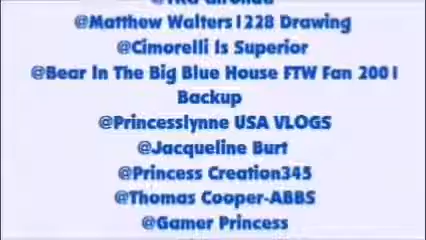 @Matthew Walters1228 Drawing
@Cimorelli Is Superior
@Bear In The Big Blue House FTW Fan 2001
Backup
@Princesslynne USA VLOGS
@Jacqueline Burt
@Princess Creation345
@Thomas Cooper-ABBS
@Gamer Princess